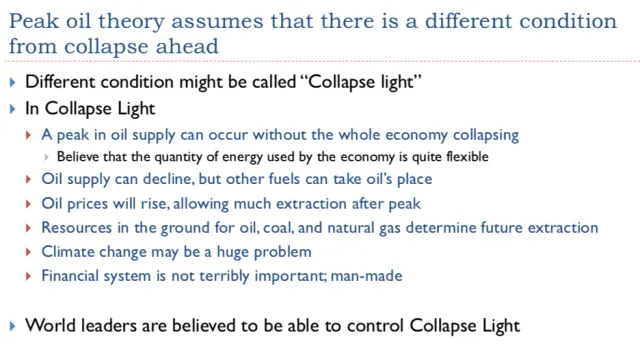 Peak oil theory assumes that there is a different condition
from collapse ahead
Different condition might be called "Collapse light"
In Collapse Light
A peak in oil supply can occur without the whole economy collapsing
Believe that the quantity of energy used by the economy is quite flexible
Oil supply can decline, but other fuels can take oil's place
Oil prices will rise, allowing much extraction after peak
Resources in the ground for oil, coal, and natural gas determine future extraction
Climate change may be a huge problem
Financial system is not terribly important; man-made
World leaders are believed to be able to control Collapse Light